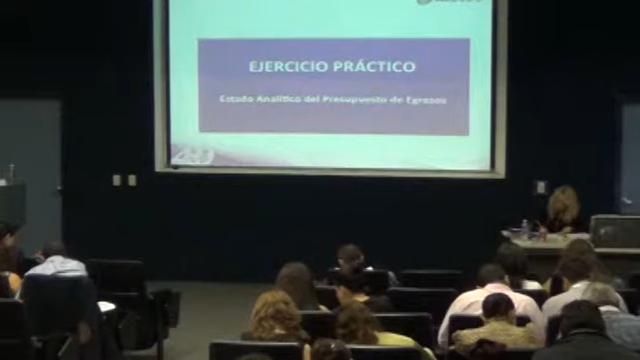 EJERCICIO PRÁCTICO
Estado Analítico del Presupuesto de Egresos